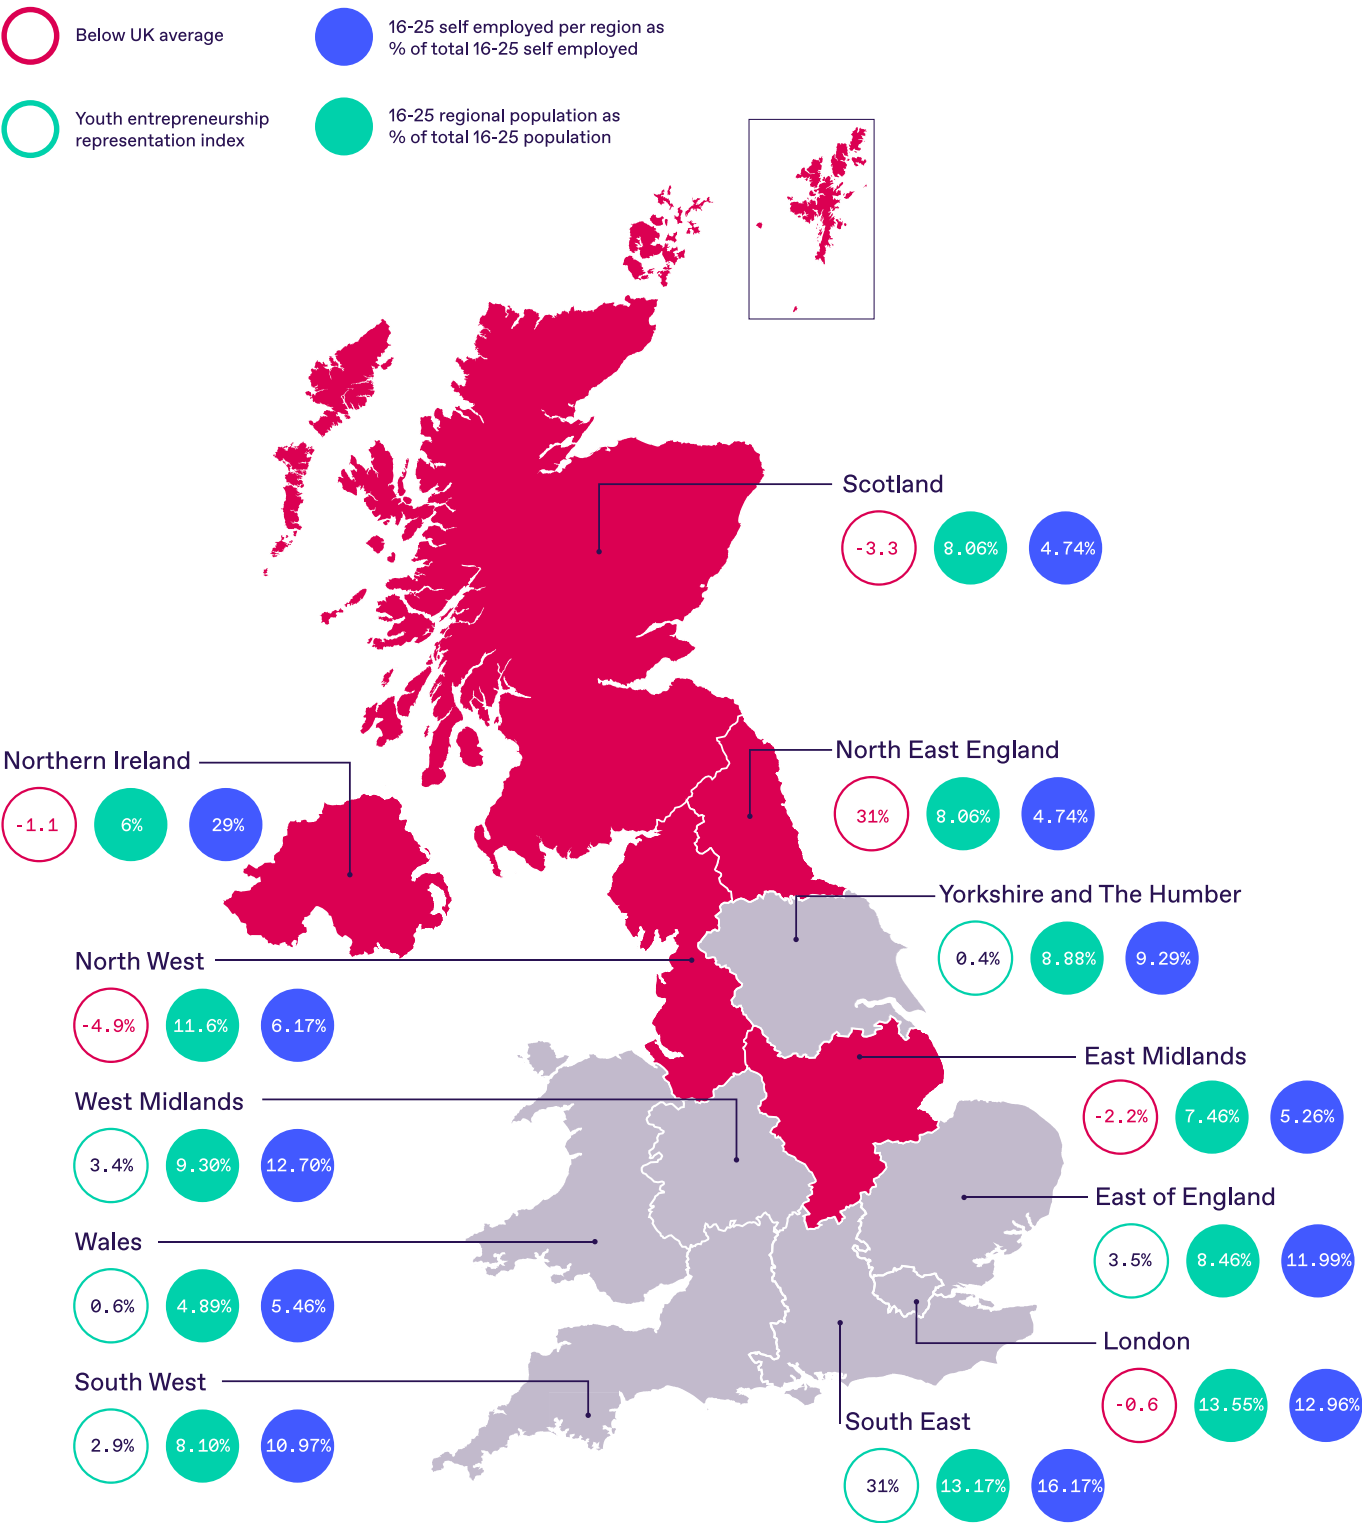 Below UK average
16-25 self employed per region as
% of total 16-25 self employed
Youth entrepreneurship
representation index
16-25 regional population as
% of total 16-25 population
Scotland
-3.3 8.06% 4.74%
North East England
31% 8.06% 4.74%
Northern Ireland
-1.1 6% 29%
Yorkshire and The Humber
0.4% 8.88% 9.29%
North West
-4.9% 11.6% 6.17%
East Midlands
-2.2% 7.46% 5.26%
West Midlands
3.4% 9.30% 12.70%
East of England
3.5% 8.46% 11.99%
Wales
0.6% 4.89% 5.46%
London
-0.6 13.55% 12.96%
South West
2.9% 8.10% 10.97%
South East
31% 13.17% 16.17%